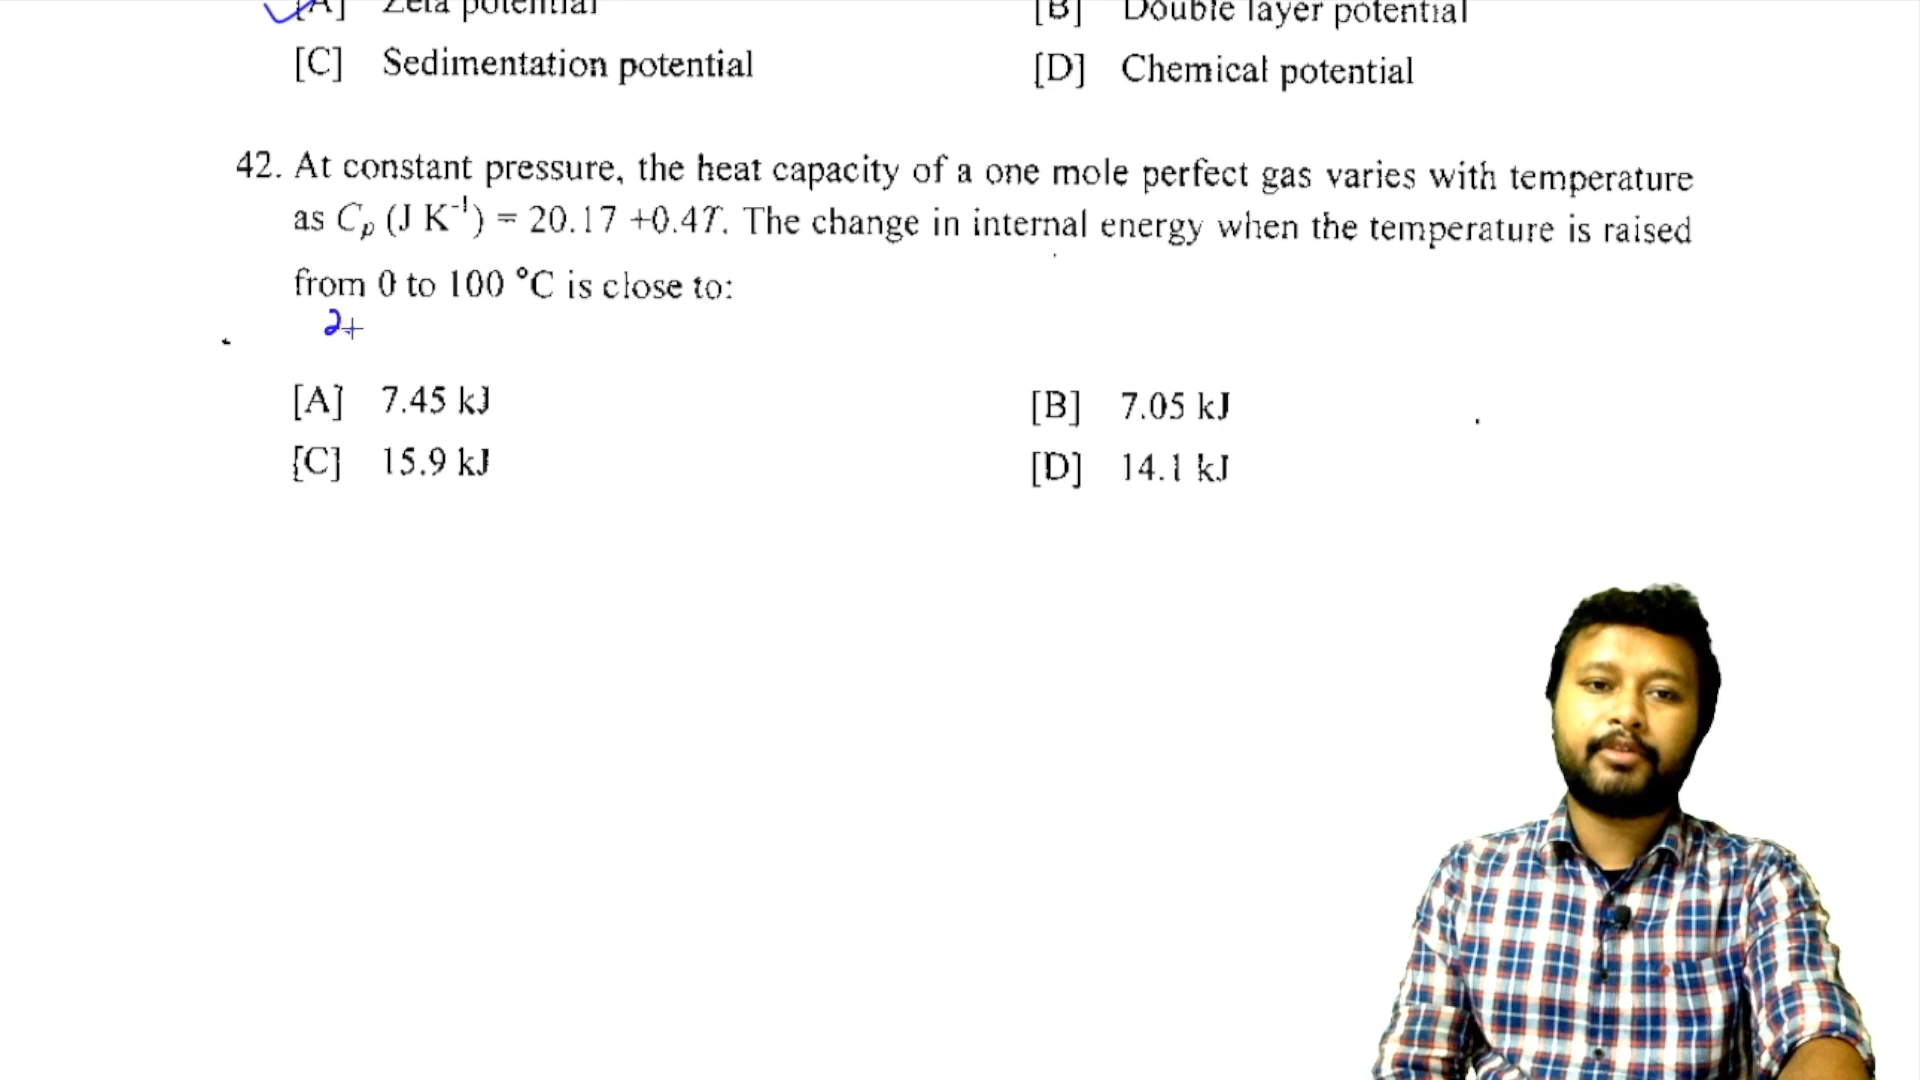 [A] Zeta potential [B] Double layer potential
[C] Sedimentation potential [D] Chemical potential
42. At constant pressure, the heat capacity of a one mole perfect gas varies with temperature
as Cₚ (J K⁻¹) = 20.17 +0.4T. The change in internal energy when the temperature is raised
from 0 to 100 °C is close to:
2+
[A] 7.45 kJ [B] 7.05 kJ
[C] 15.9 kJ [D] 14.1 kJ